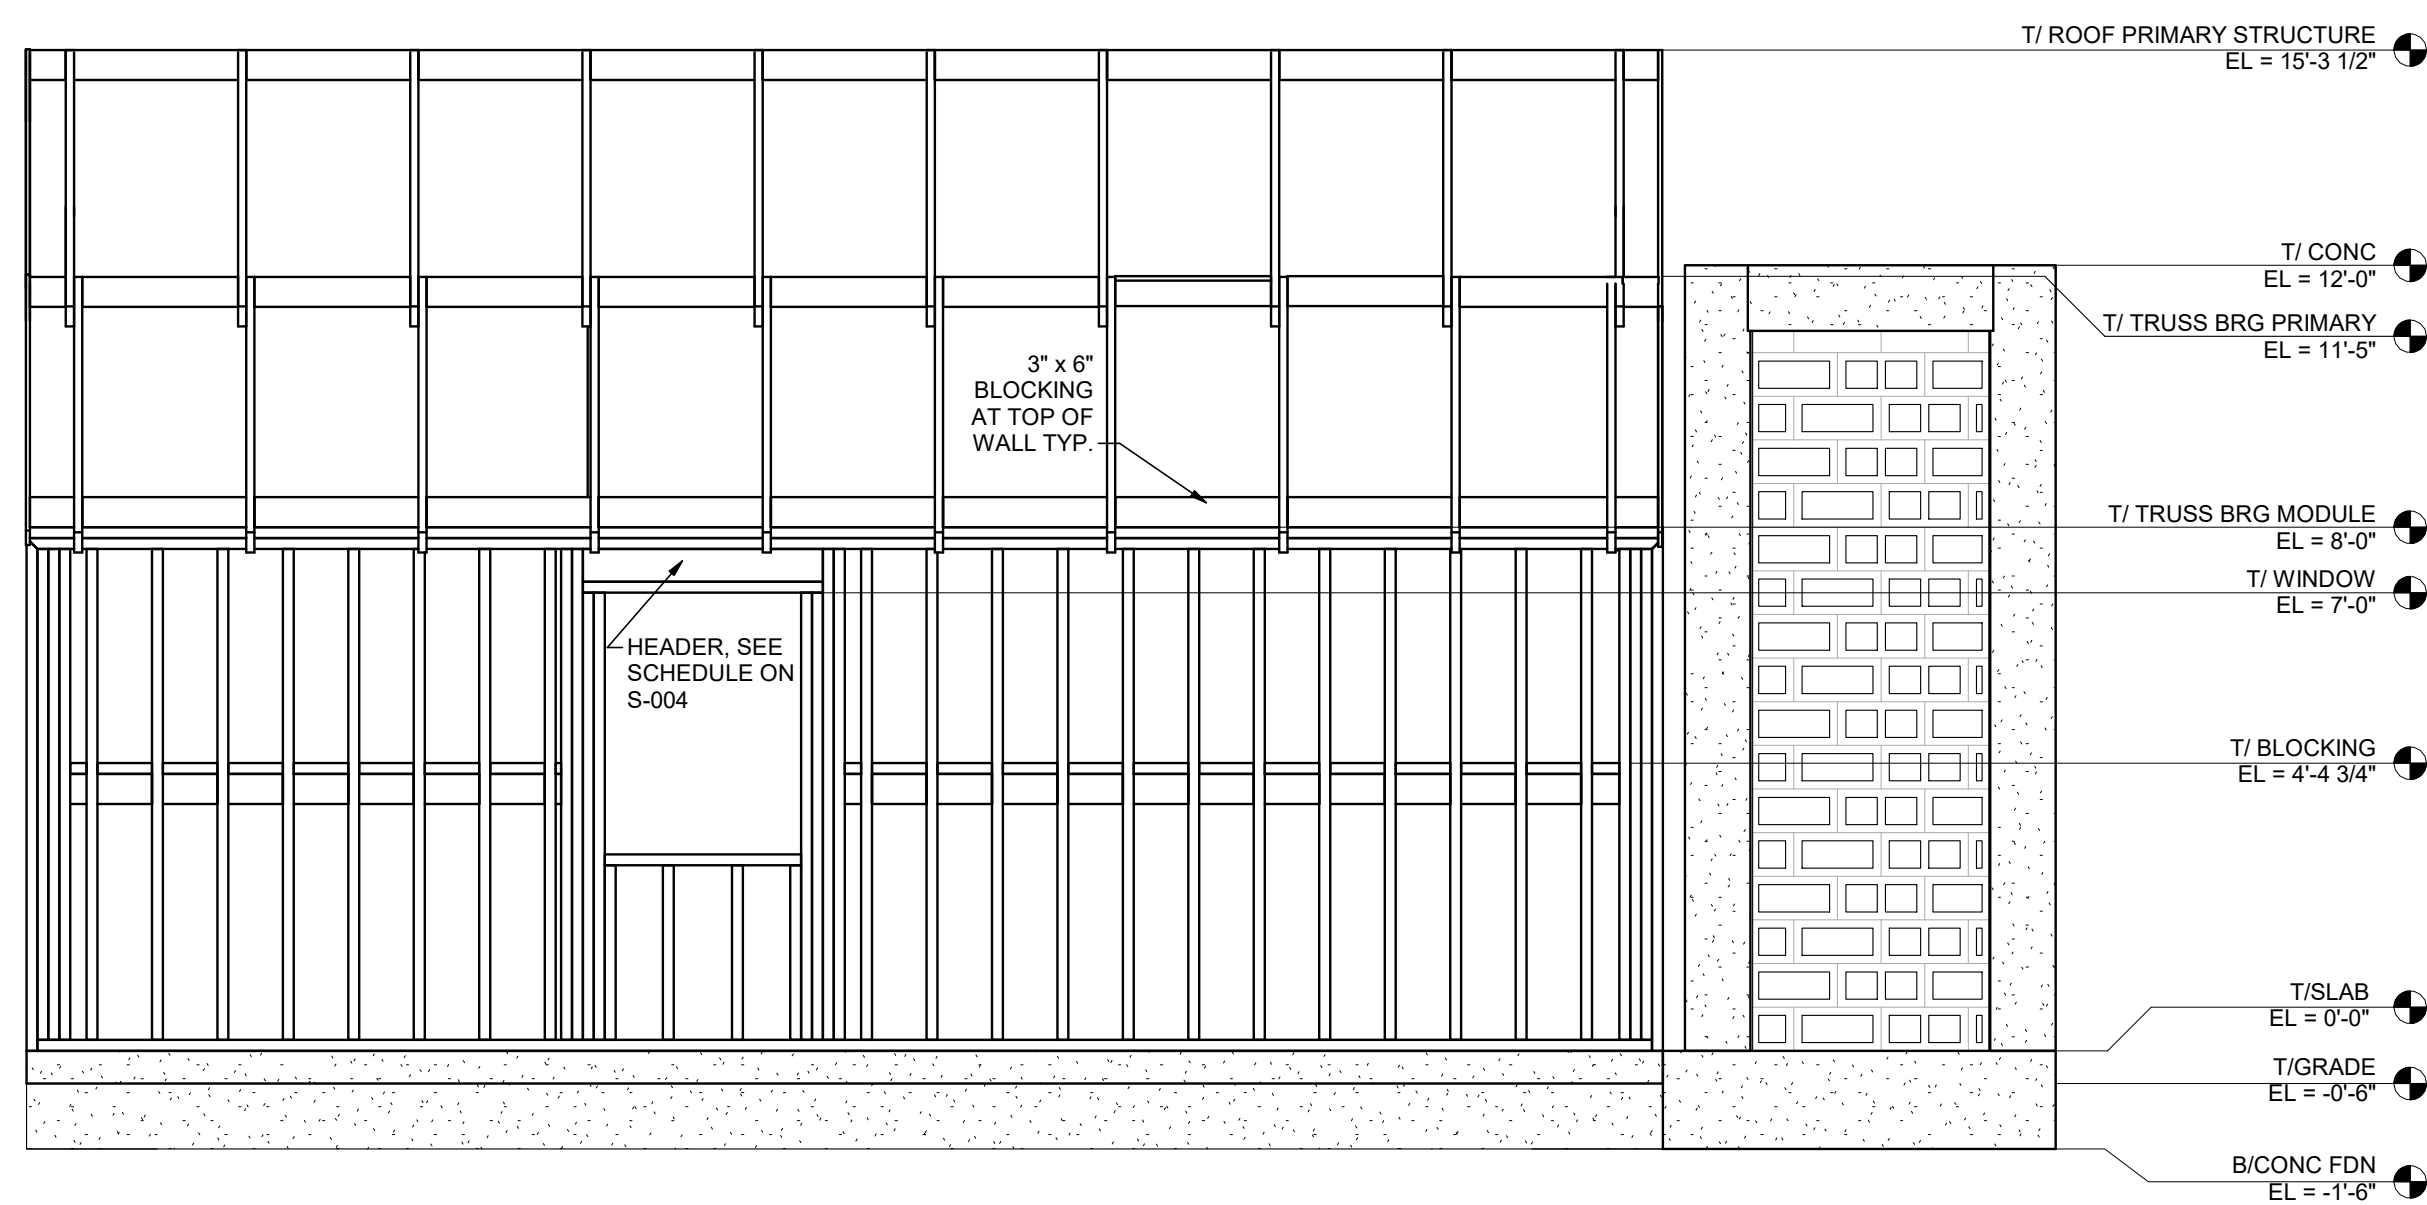 T/ ROOF PRIMARY STRUCTURE
EL = 15'-3 1/2"
T/ CONC
EL = 12'-0"
T/ TRUSS BRG PRIMARY
EL = 11'-5"
3" x 6"
BLOCKING
AT TOP OF
WALL TYP.
T/ TRUSS BRG MODULE
EL = 8'-0"
T/ WINDOW
EL = 7'-0"
HEADER, SEE
SCHEDULE ON
S-004
T/ BLOCKING
EL = 4'-4 3/4"
T/SLAB
EL = 0'-0"
T/GRADE
EL = -0'-6"
B/CONC FDN
EL = -1'-6"